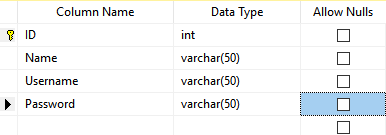 Column Name Data Type Allow Nulls
ID int
Name varchar(50)
Username varchar(50)
Password varchar(50)